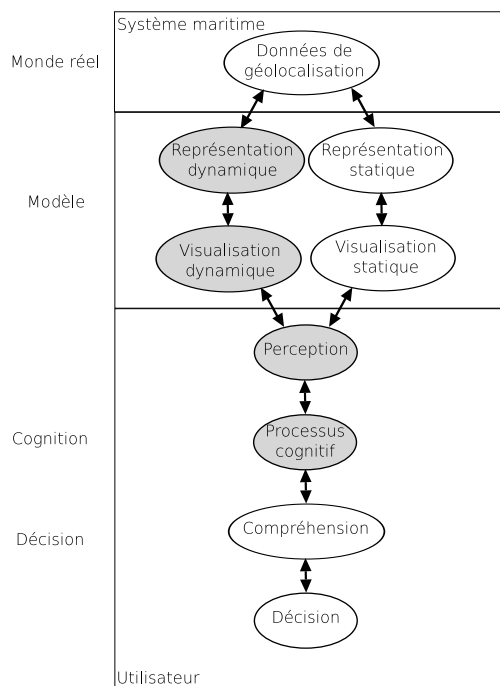 Système maritime
Monde réel
Données de
géolocalisation
Représentation
dynamique
Représentation
statique
Modèle
Visualisation
dynamique
Visualisation
statique
Perception
Cognition
Processus
cognitif
Compréhension
Décision
Décision
Utilisateur